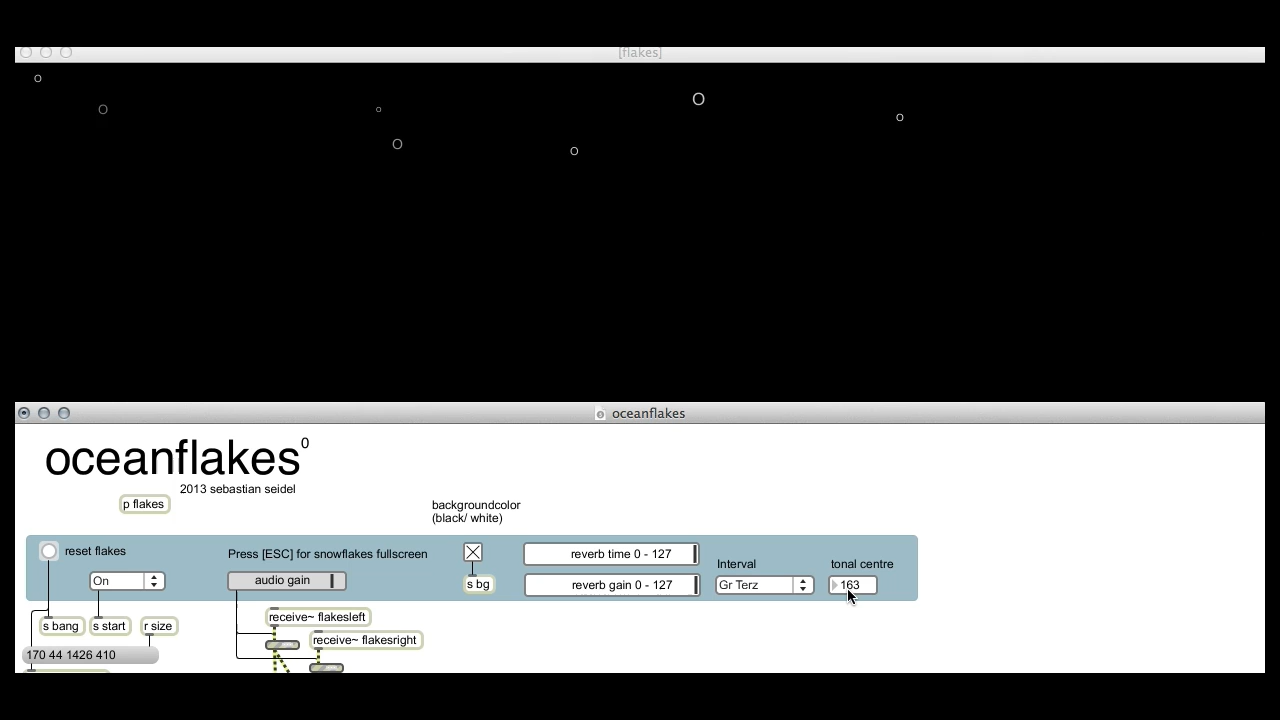 [flakes]
o
O
o
O
o
O
o
oceanflakes
oceanflakes0
2013 sebastian seidel
p flakes
backgroundcolor
(black/ white)
reset flakes
Press [ESC] for snowflakes fullscreen
reverb time 0 - 127
Interval
tonal centre
On
audio gain
s bg
reverb gain 0 - 127
Gr Terz
163
receive~ flakesleft
s bang
s start
r size
receive~ flakesright
170 44 1426 410